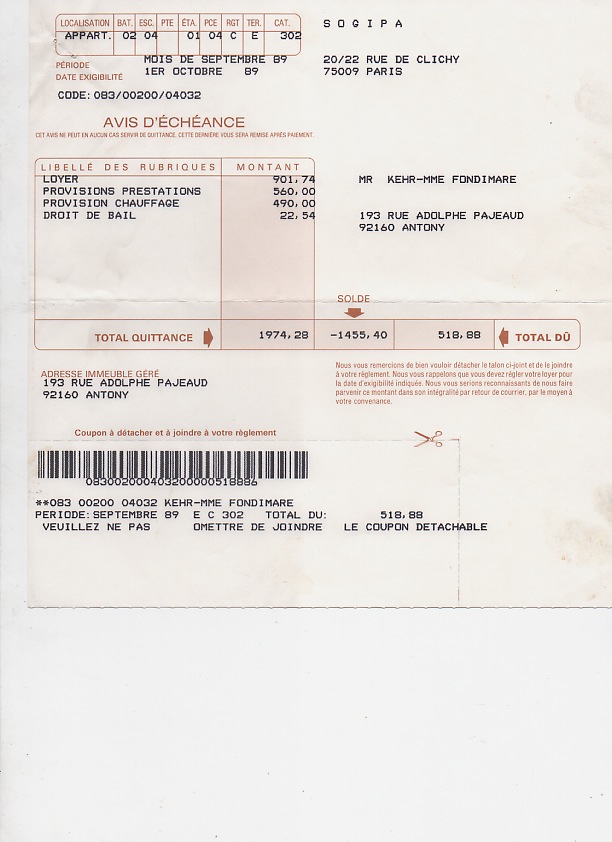 LOCALISATION BAT. ESC. PTE ÉTA. PCE RGT TER. CAT.
APPART. 02 04 01 04 C E 302
S O G I P A
PÉRIODE MOIS DE SEPTEMBRE 89
DATE EXIGIBILITÉ 1ER OCTOBRE 89
20/22 RUE DE CLICHY
75009 PARIS
CODE: 083/00200/04032
AVIS D'ÉCHÉANCE
CET AVIS NE PEUT EN AUCUN CAS SERVIR DE QUITTANCE. CETTE DERNIÈRE VOUS SERA REMISE APRÈS PAIEMENT.
LIBELLÉ DES RUBRIQUES MONTANT
LOYER 901,74
PROVISIONS PRESTATIONS 560,00
PROVISION CHAUFFAGE 490,00
DROIT DE BAIL 22,54
MR KEHR-MME FONDIMARE
193 RUE ADOLPHE PAJEAUD
92160 ANTONY
SOLDE
TOTAL QUITTANCE 1974,28 -1455,40 518,88 TOTAL DÛ
ADRESSE IMMEUBLE GÉRÉ
193 RUE ADOLPHE PAJEAUD
92160 ANTONY
Nous vous remercions de bien vouloir détacher le talon ci-joint et de le joindre
à votre règlement. Nous vous rappelons que vous devez régler votre loyer pour
la date d'exigibilité indiquée. Nous vous serions reconnaissants de nous faire
parvenir ce montant dans son intégralité par retour de courrier, par le moyen à
votre convenance.
Coupon à détacher et à joindre à votre règlement
083002000403200000518886
**083 00200 04032 KEHR-MME FONDIMARE
PERIODE: SEPTEMBRE 89 E C 302 TOTAL DU: 518,88
VEUILLEZ NE PAS OMETTRE DE JOINDRE LE COUPON DETACHABLE